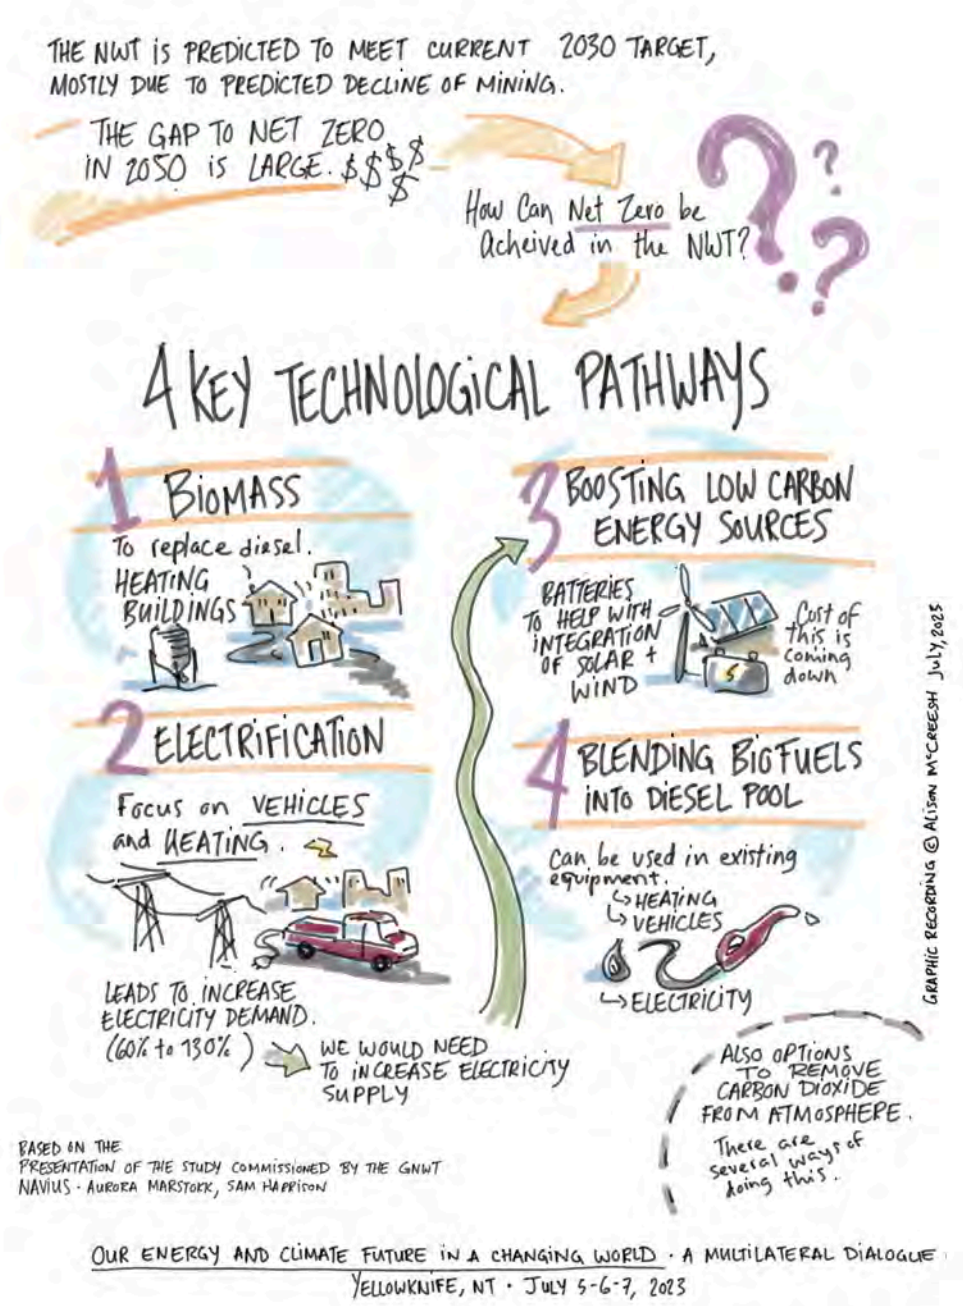 THE NWT IS PREDICTED TO MEET CURRENT 2030 TARGET,
MOSTLY DUE TO PREDICTED DECLINE OF MINING.
THE GAP TO NET ZERO
IN 2050 IS LARGE. $$$$
$
How Can Net Zero be
acheived in the NWT?
???
4 KEY TECHNOLOGICAL PATHWAYS
1 BIOMASS
To replace diesel.
HEATING
BUILDINGS
2 ELECTRIFICATION
Focus on VEHICLES
and HEATING.
LEADS TO INCREASE
ELECTRICITY DEMAND.
(60% to 130%)
WE WOULD NEED
TO INCREASE ELECTRICITY
SUPPLY
3 BOOSTING LOW CARBON
ENERGY SOURCES
BATTERIES
TO HELP WITH
INTEGRATION
OF SOLAR +
WIND
Cost of
this is
coming
down
4 BLENDING BIOFUELS
INTO DIESEL POOL
Can be used in existing
equipment.
↳ HEATING
↳ VEHICLES
↳ ELECTRICITY
ALSO OPTIONS
TO REMOVE
CARBON DIOXIDE
FROM ATMOSPHERE.
There are
several ways of
doing this.
GRAPHIC RECORDING © ALISON McCREESH JULY, 2023
BASED ON THE
PRESENTATION OF THE STUDY COMMISSIONED BY THE GNWT
NAVIUS · AURORA MARSTOKK, SAM HARRISON
OUR ENERGY AND CLIMATE FUTURE IN A CHANGING WORLD · A MULTILATERAL DIALOGUE
YELLOWKNIFE, NT · JULY 5-6-7, 2023